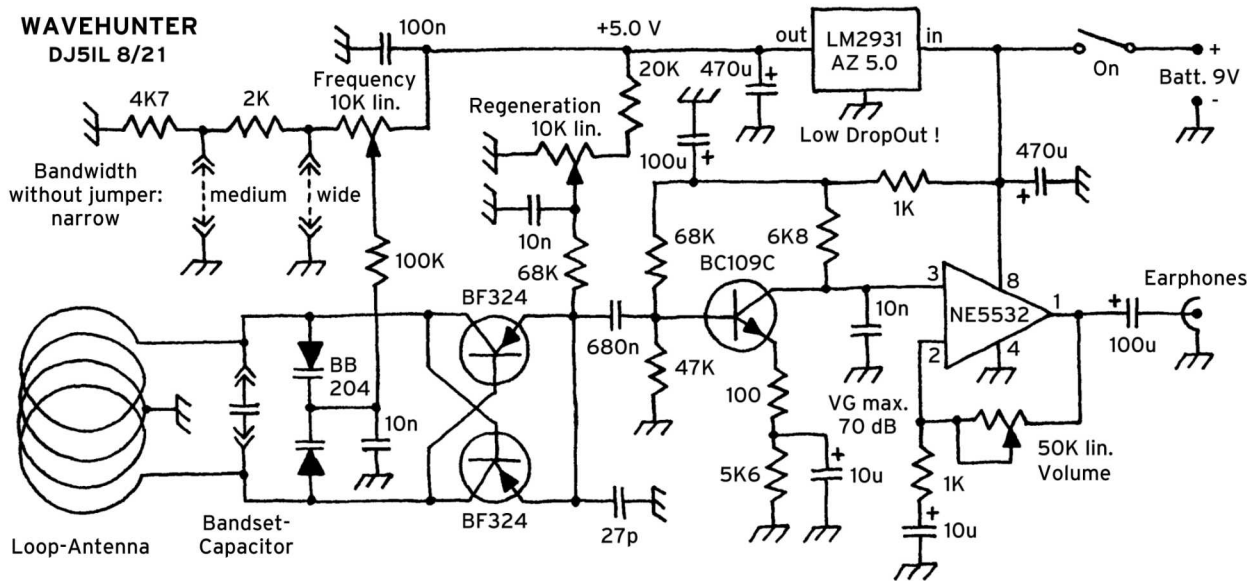 WAVEHUNTER
DJ5IL 8/21
100n
+5.0 V
out
LM2931
AZ 5.0
in
On
+
Batt. 9V
-
Frequency
10K lin.
4K7
2K
20K
470u
+
Low DropOut !
Regeneration
10K lin.
100u
+
470u
+
1K
Bandwidth
without jumper:
narrow
medium
wide
10n
68K
100K
68K
6K8
BC109C
BF324
680n
47K
10n
3
8
NE5532
1
2
4
+
100u
Earphones
BB
204
10n
100
VG max.
70 dB
50K lin.
Volume
5K6
+
10u
1K
+
10u
BF324
27p
Loop-Antenna
Bandset-
Capacitor